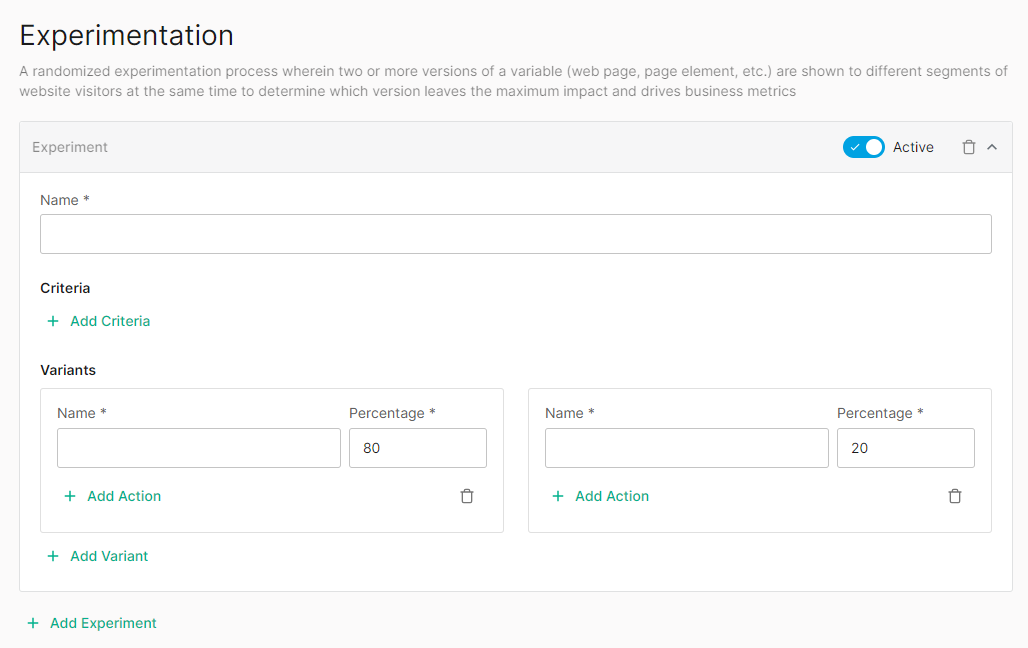 Experimentation
A randomized experimentation process wherein two or more versions of a variable (web page, page element, etc.) are shown to different segments of
website visitors at the same time to determine which version leaves the maximum impact and drives business metrics
Experiment Active
Name *
Criteria
+ Add Criteria
Variants
Name * Percentage * Name * Percentage *
80 20
+ Add Action + Add Action
+ Add Variant
+ Add Experiment